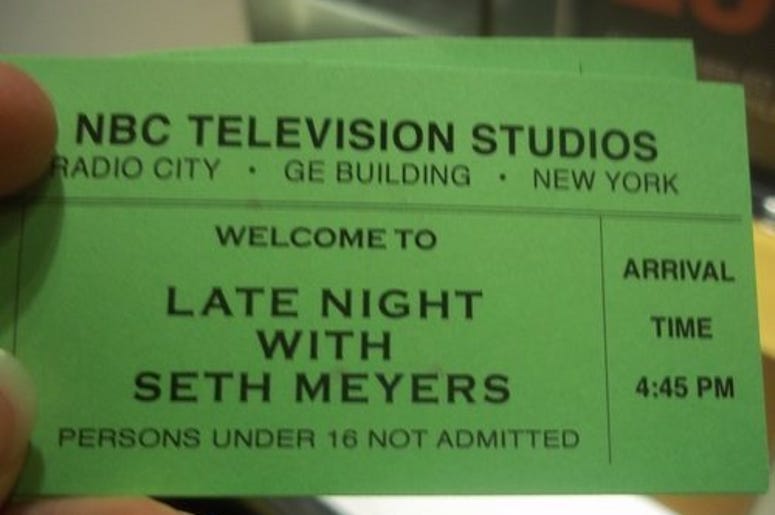 NBC TELEVISION STUDIOS
RADIO CITY • GE BUILDING • NEW YORK
WELCOME TO
LATE NIGHT
WITH
SETH MEYERS
PERSONS UNDER 16 NOT ADMITTED
ARRIVAL
TIME
4:45 PM